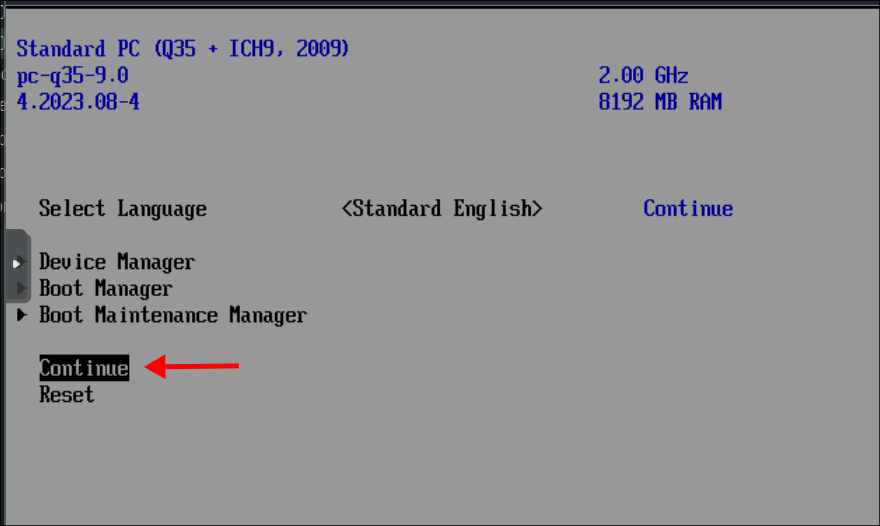 Standard PC (Q35 + ICH9, 2009)
pc-q35-9.0 2.00 GHz
4.2023.08-4 8192 MB RAM
Select Language <Standard English> Continue
Device Manager
Boot Manager
Boot Maintenance Manager
Continue
Reset